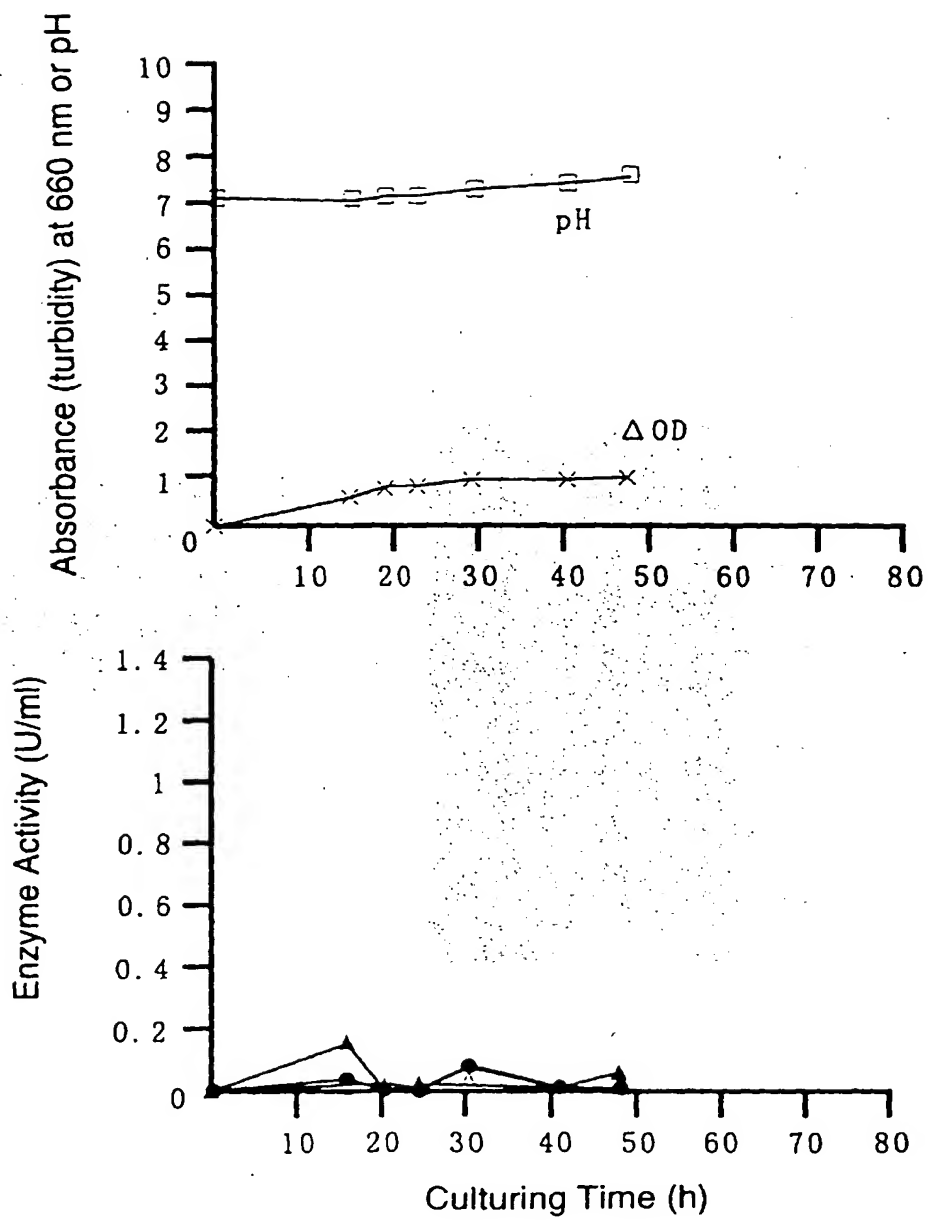 Absorbance (turbidity) at 660 nm or pH
10
9
8
7
6
5
4
3
2
1
0
pH
Δ OD
10 20 30 40 50 60 70 80
Enzyme Activity (U/ml)
1.4
1.2
1
0.8
0.6
0.4
0.2
0
10 20 30 40 50 60 70 80
Culturing Time (h)